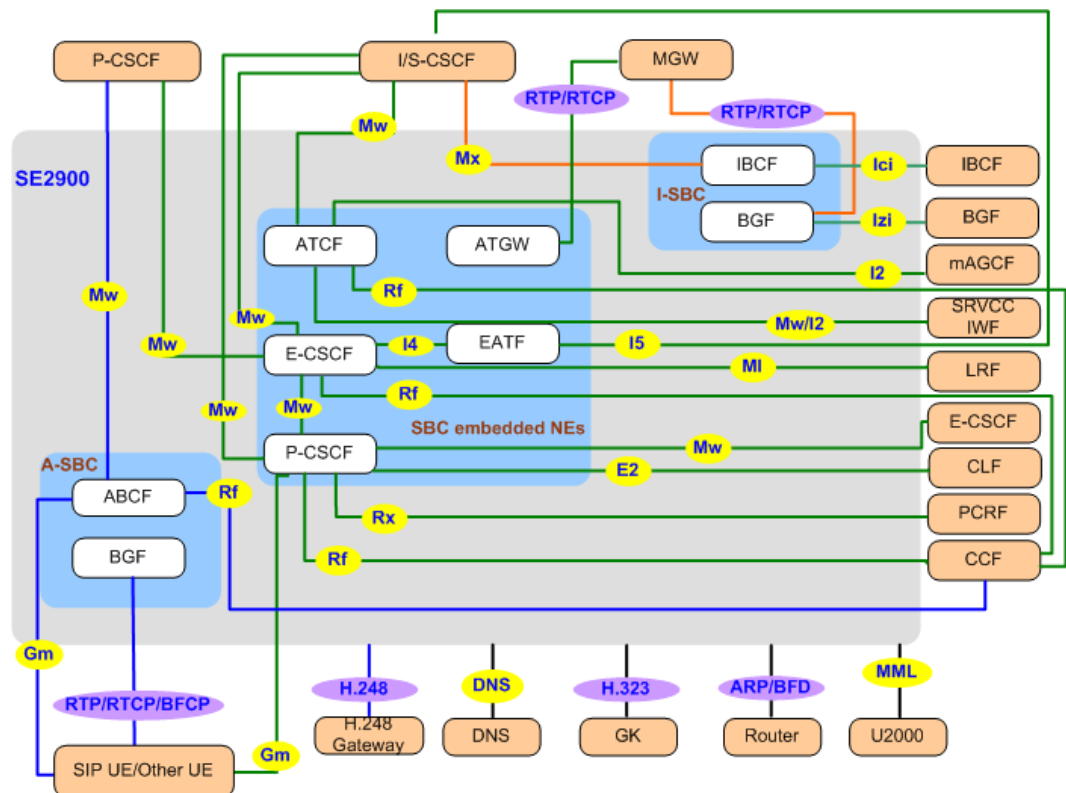 P-CSCF
I/S-CSCF
MGW
RTP/RTCP
RTP/RTCP
Mw
Mx
SE2900
IBCF
Ici
IBCF
I-SBC
BGF
Izi
BGF
ATCF
ATGW
mAGCF
I2
Rf
Mw
SRVCC
IWF
Mw/I2
Mw
EATF
Mw
E-CSCF
I4
I5
MI
LRF
Rf
Mw
Mw
SBC embedded NEs
E-CSCF
P-CSCF
Mw
A-SBC
E2
CLF
ABCF
Rf
Rx
PCRF
BGF
Rf
CCF
Gm
H.248
DNS
H.323
ARP/BFD
MML
RTP/RTCP/BFCP
H.248
Gateway
DNS
GK
Router
U2000
Gm
SIP UE/Other UE